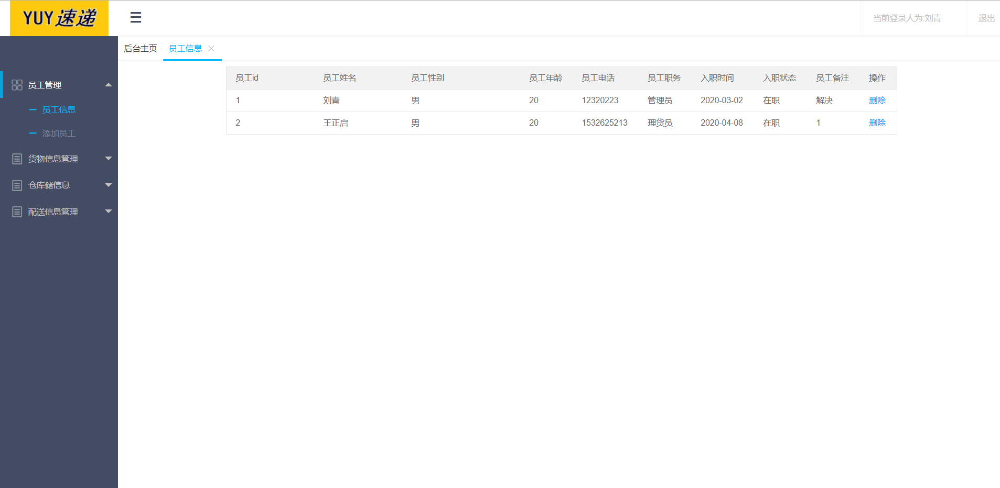 YUY速递
☰
当前登录人为:刘青
退出
后台主页
员工信息
员工管理
员工信息
添加员工
货物信息管理
仓库储信息
配送信息管理
员工id 员工姓名 员工性别 员工年龄 员工电话 员工职务 入职时间 入职状态 员工备注 操作
1 刘青 男 20 12320223 管理员 2020-03-02 在职 解决 删除
2 王正启 男 20 1532625213 理货员 2020-04-08 在职 1 删除